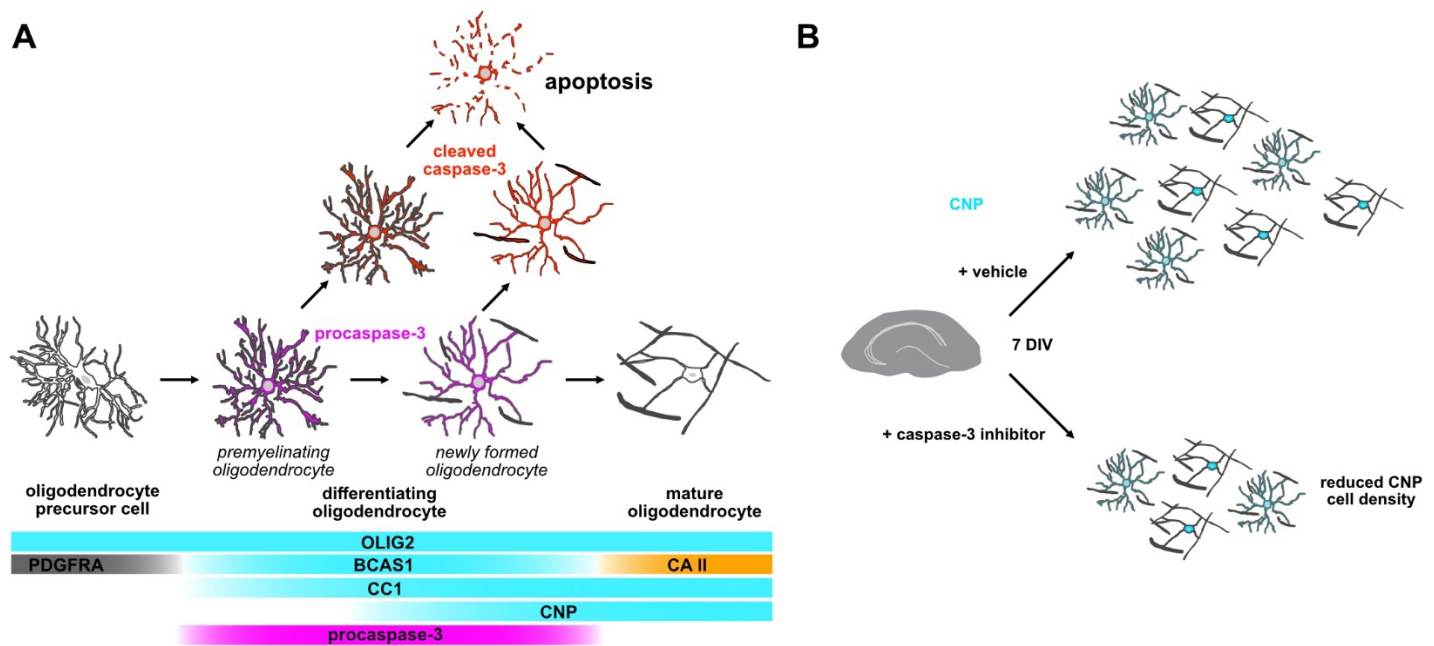 A
apoptosis
cleaved
caspase-3
procaspase-3
premyelinating
oligodendrocyte
newly formed
oligodendrocyte
oligodendrocyte
precursor cell
differentiating
oligodendrocyte
mature
oligodendrocyte
OLIG2
PDGFRA
BCAS1
CA II
CC1
CNP
procaspase-3
B
CNP
+ vehicle
7 DIV
+ caspase-3 inhibitor
reduced CNP
cell density